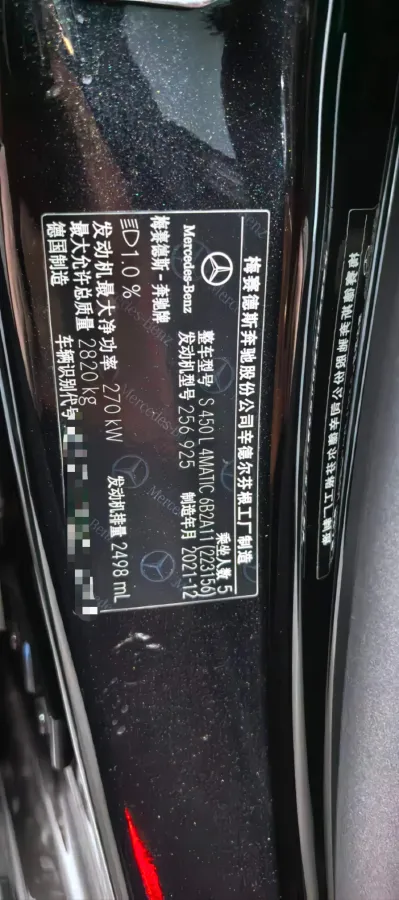 梅赛德斯奔驰股份公司辛德尔芬根工厂制造
乘坐人数 5
Mercedes-Benz
整车型号 S 450 L 4MATIC 6B2A11(223156)
发动机型号 256 925
制造年月 2021-12
梅赛德斯-奔驰牌
1.0 %
发动机最大净功率 270 kW
发动机排量 2498 mL
最大允许总质量 2820 kg
德国制造
车辆识别代号